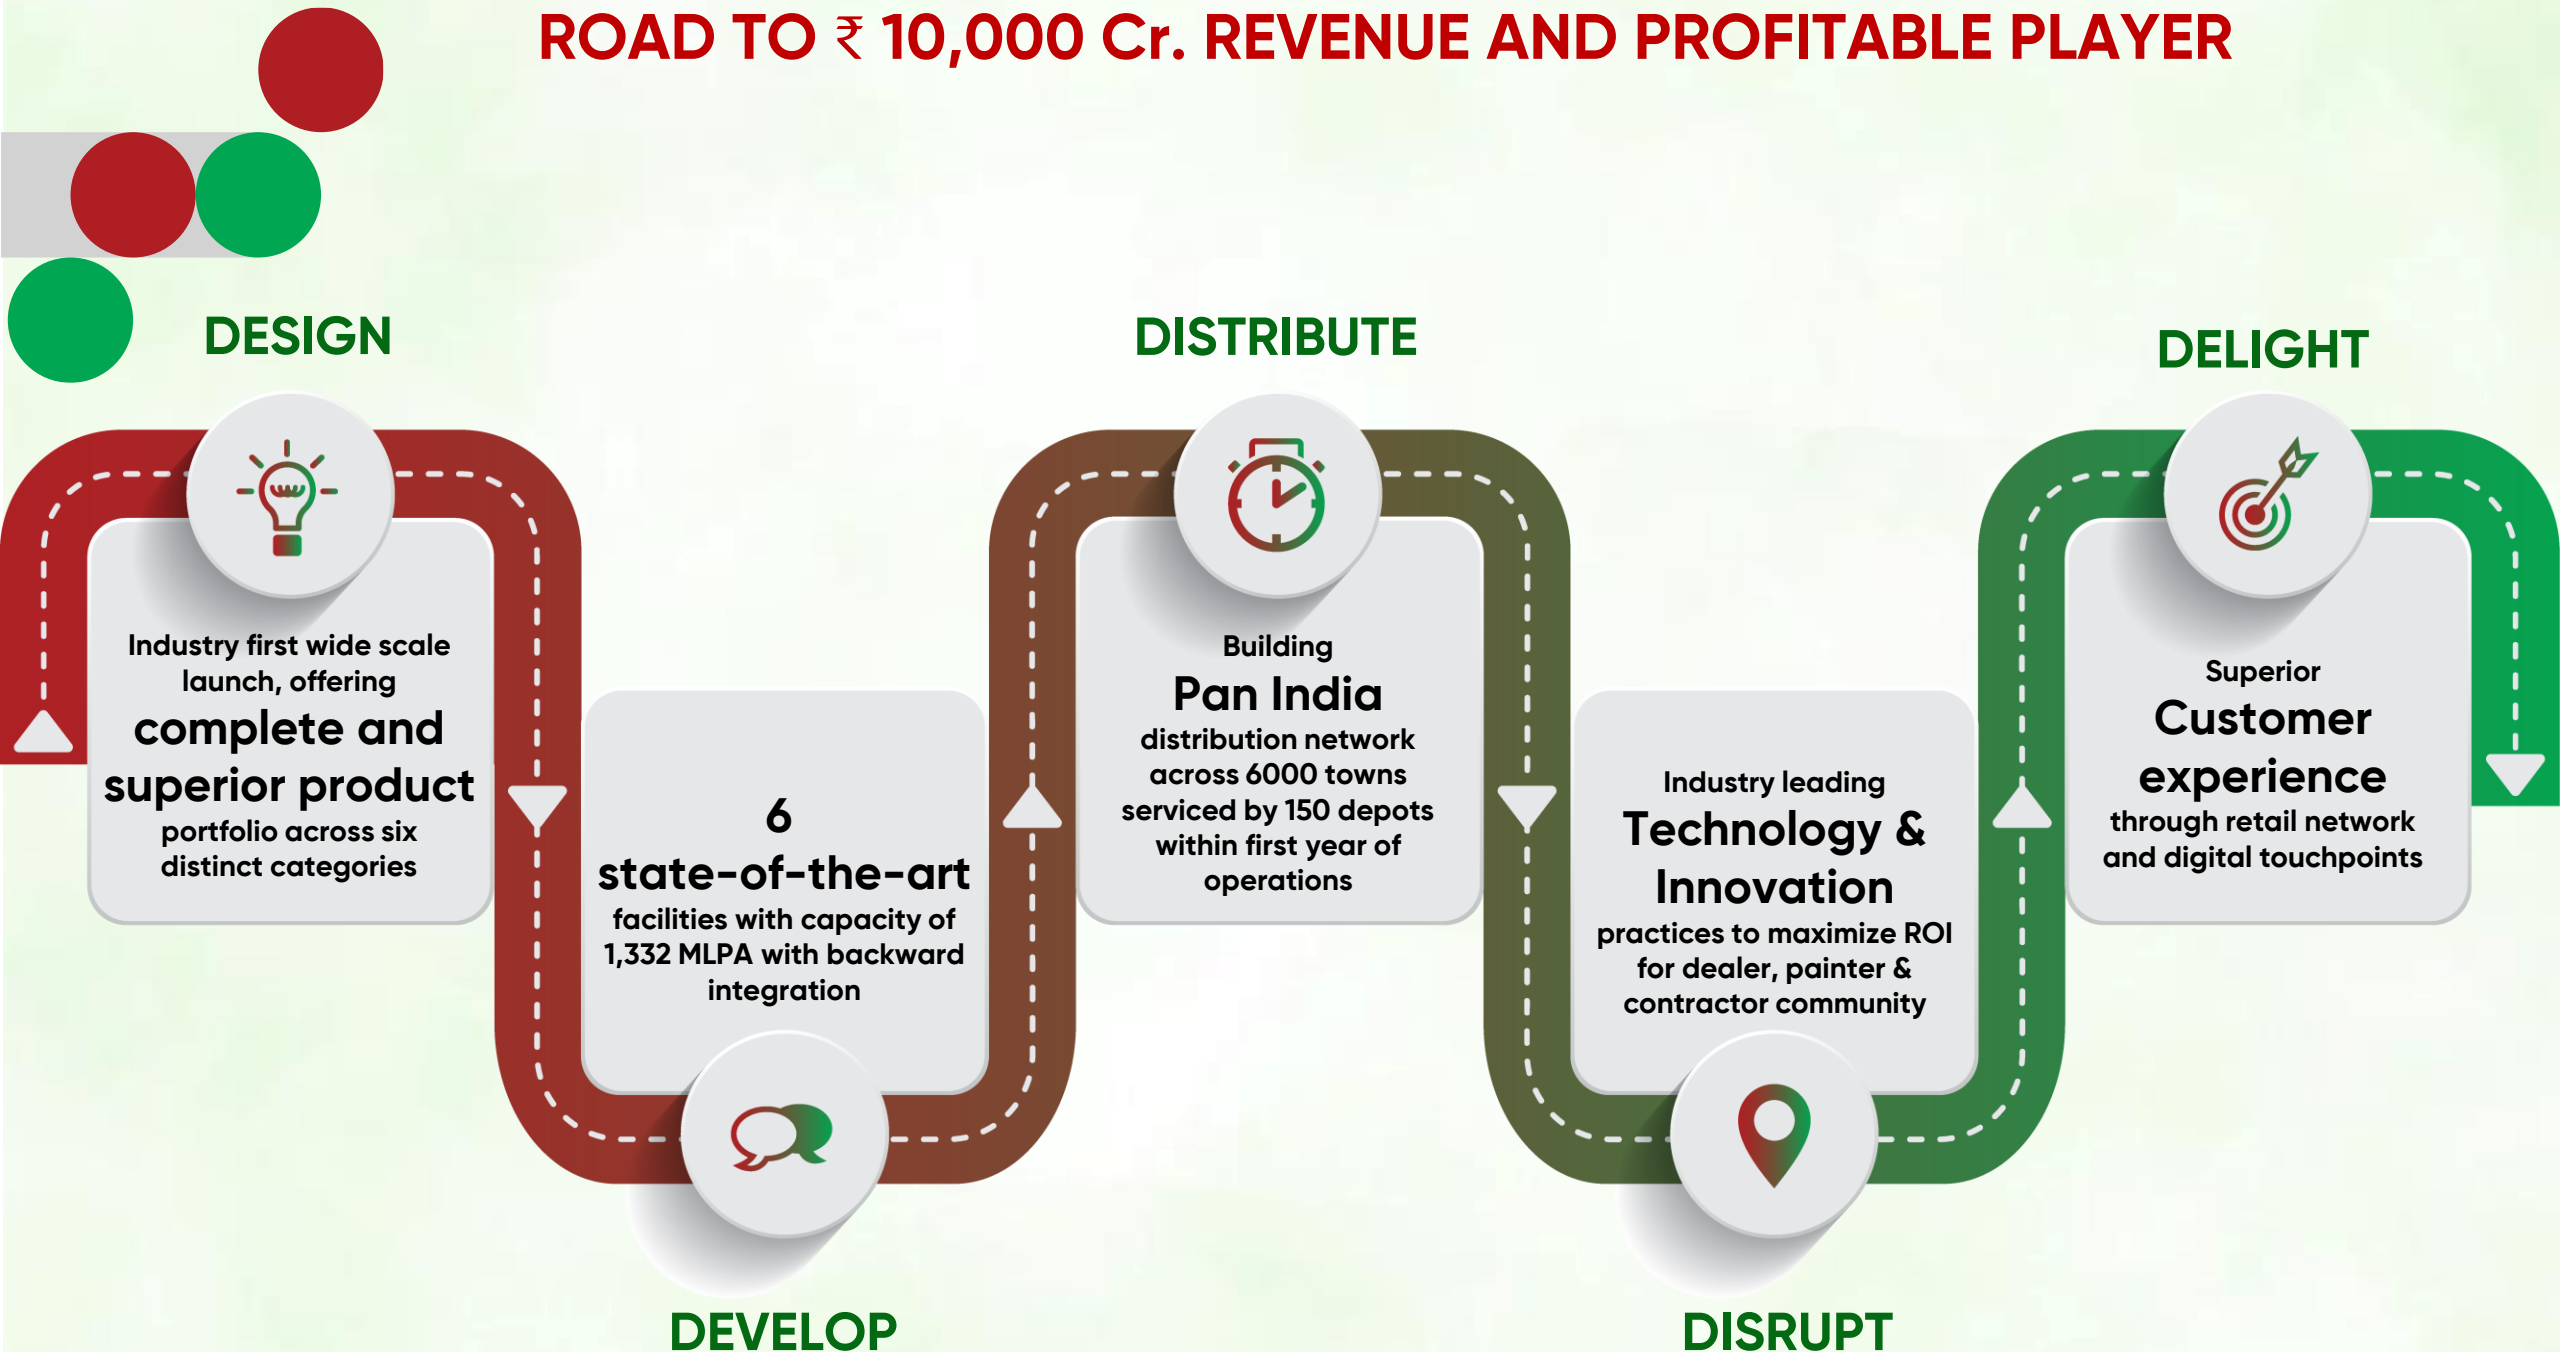 ROAD TO ₹ 10,000 Cr. REVENUE AND PROFITABLE PLAYER
DESIGN
Industry first wide scale
launch, offering
complete and
superior product
portfolio across six
distinct categories
6
state-of-the-art
facilities with capacity of
1,332 MLPA with backward
integration
DEVELOP
DISTRIBUTE
Building
Pan India
distribution network
across 6000 towns
serviced by 150 depots
within first year of
operations
Industry leading
Technology &
Innovation
practices to maximize ROI
for dealer, painter &
contractor community
DISRUPT
DELIGHT
Superior
Customer
experience
through retail network
and digital touchpoints